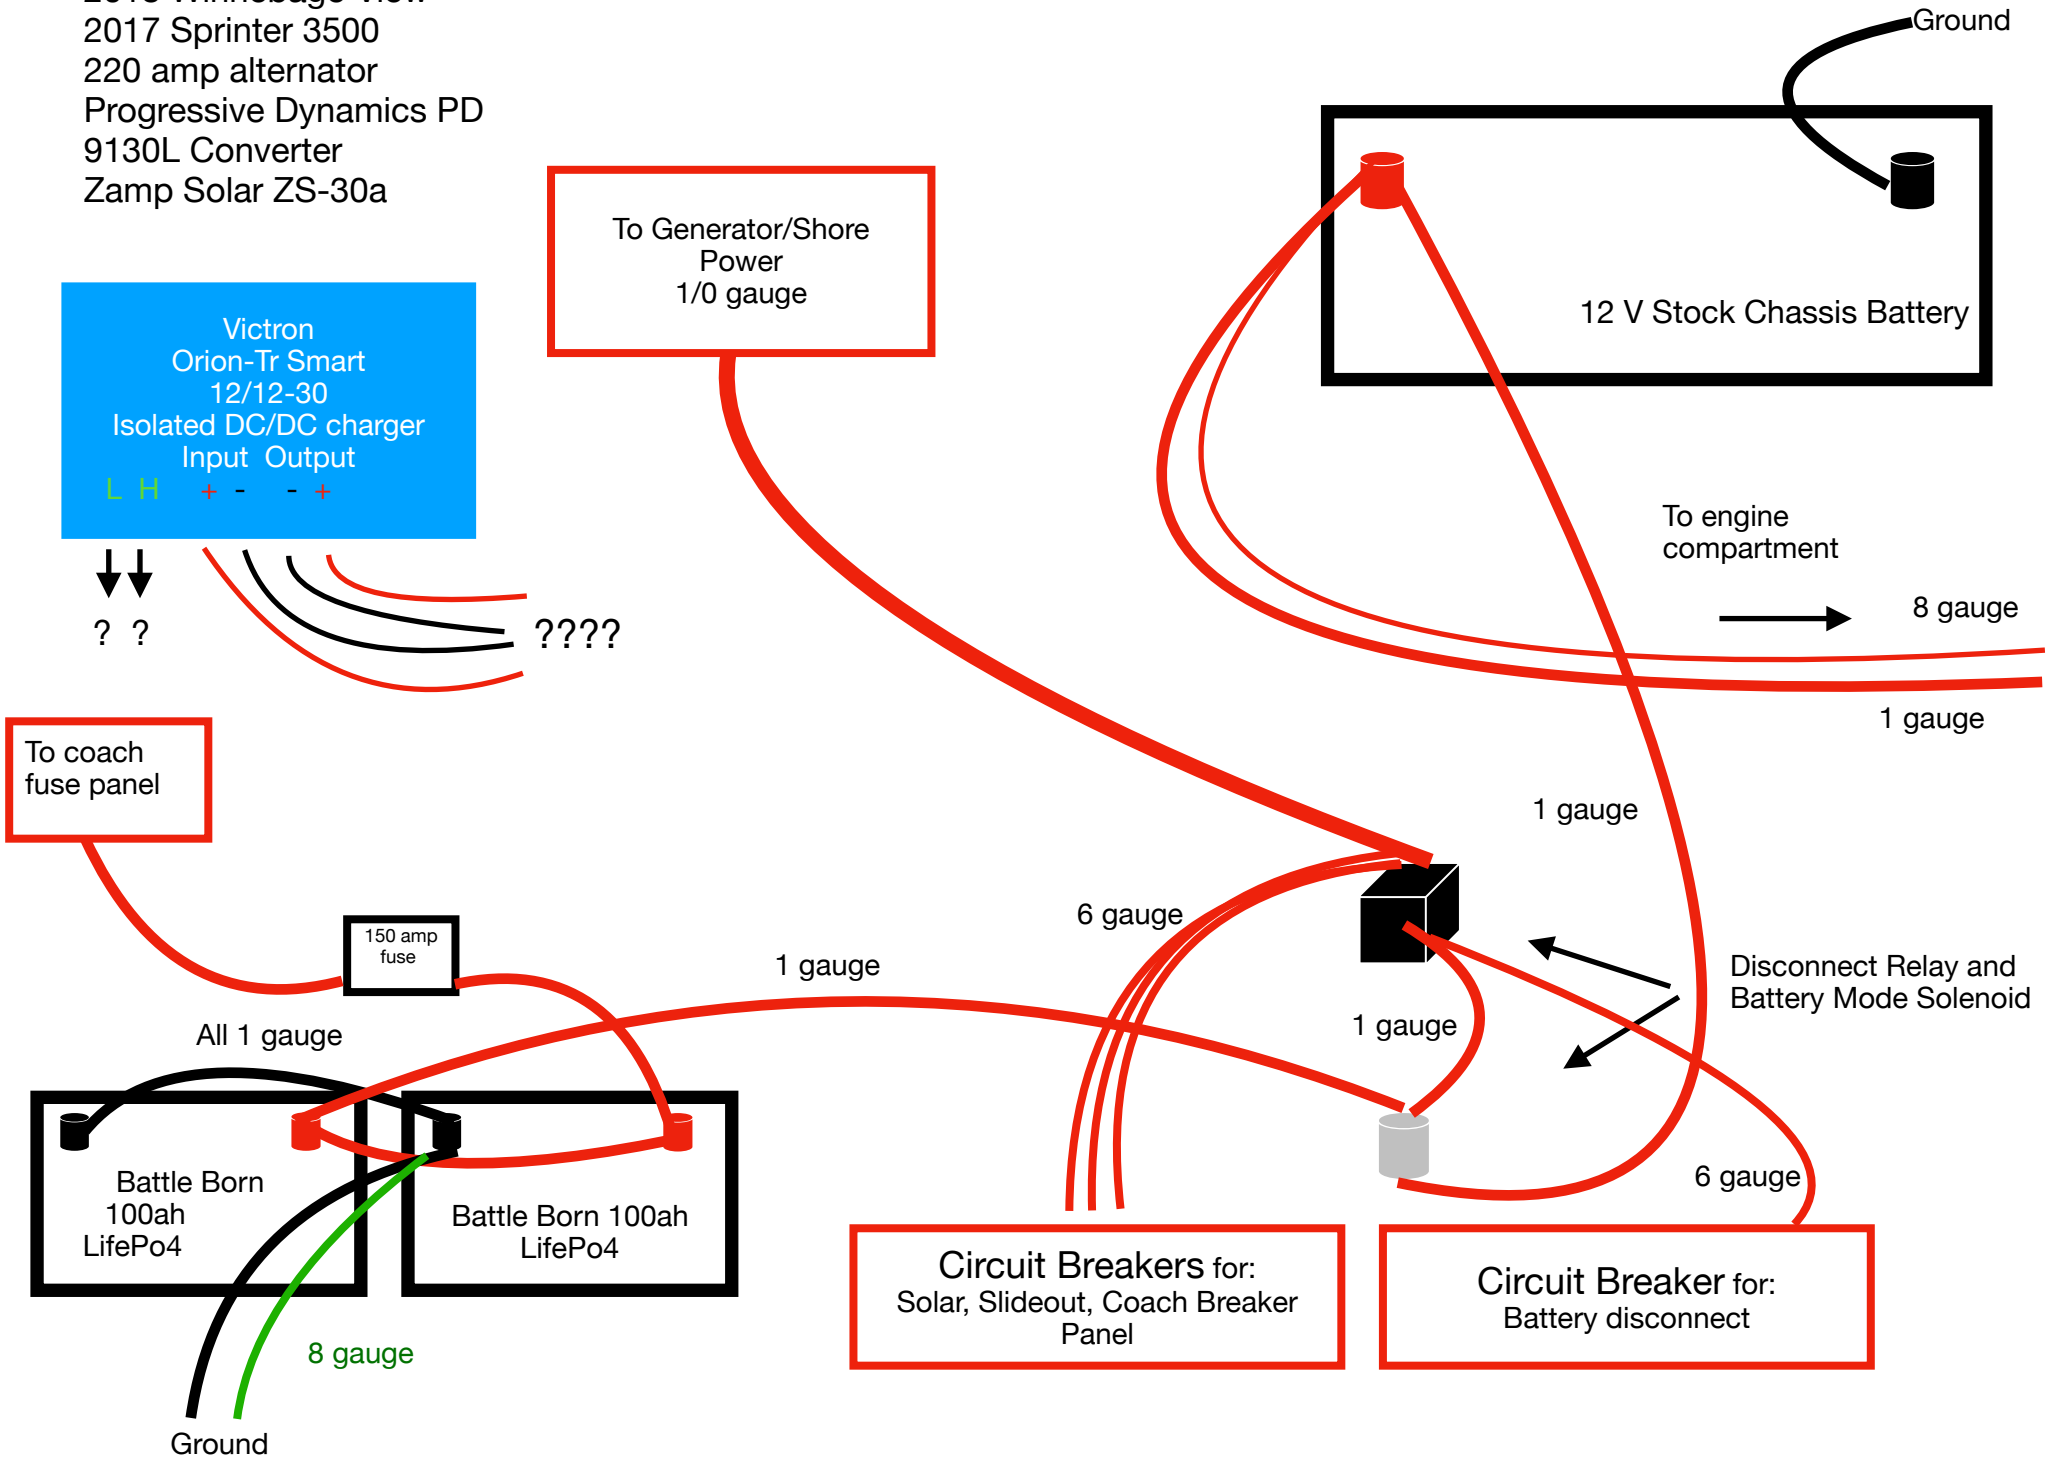 2017 Sprinter 3500
220 amp alternator
Progressive Dynamics PD
9130L Converter
Zamp Solar ZS-30a
Ground
To Generator/Shore
Power
1/0 gauge
12 V Stock Chassis Battery
Victron
Orion-Tr Smart
12/12-30
Isolated DC/DC charger
Input Output
L H + - - +
? ?
????
To engine
compartment
8 gauge
1 gauge
To coach
fuse panel
1 gauge
150 amp
fuse
6 gauge
1 gauge
Disconnect Relay and
Battery Mode Solenoid
All 1 gauge
1 gauge
Battle Born
100ah
LifePo4
Battle Born 100ah
LifePo4
6 gauge
Circuit Breakers for:
Solar, Slideout, Coach Breaker
Panel
Circuit Breaker for:
Battery disconnect
8 gauge
Ground